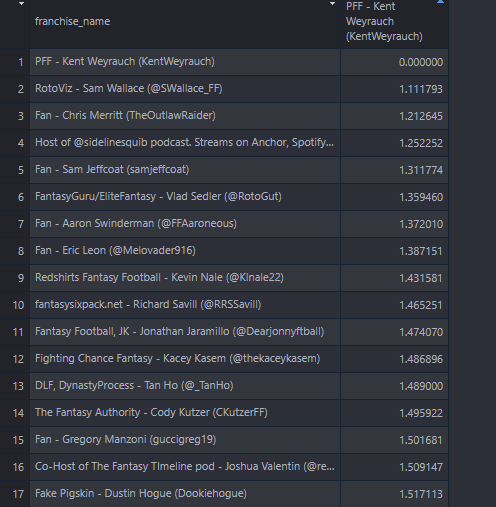 franchise_name PFF - Kent Weyrauch (KentWeyrauch)
1 PFF - Kent Weyrauch (KentWeyrauch) 0.000000
2 RotoViz - Sam Wallace (@SWallace_FF) 1.111793
3 Fan - Chris Merritt (TheOutlawRaider) 1.212645
4 Host of @sidelinesquib podcast. Streams on Anchor, Spotify... 1.252252
5 Fan - Sam Jeffcoat (samjeffcoat) 1.311774
6 FantasyGuru/EliteFantasy - Vlad Sedler (@RotoGut) 1.359460
7 Fan - Aaron Swinderman (@FFAaroneous) 1.372010
8 Fan - Eric Leon (@Melovader916) 1.387151
9 Redshirts Fantasy Football - Kevin Nale (@Klnale22) 1.431581
10 fantasysixpack.net - Richard Savill (@RRSSavill) 1.465251
11 Fantasy Football, JK - Jonathan Jaramillo (@Dearjonnyftball) 1.474070
12 Fighting Chance Fantasy - Kacey Kasem (@thekaceykasem) 1.486896
13 DLF, DynastyProcess - Tan Ho (@_TanHo) 1.489000
14 The Fantasy Authority - Cody Kutzer (CKutzerFF) 1.495922
15 Fan - Gregory Manzoni (guccigreg19) 1.501681
16 Co-Host of The Fantasy TImeline pod - Joshua Valentin (@re... 1.509147
17 Fake Pigskin - Dustin Hogue (Dookiehogue) 1.517113